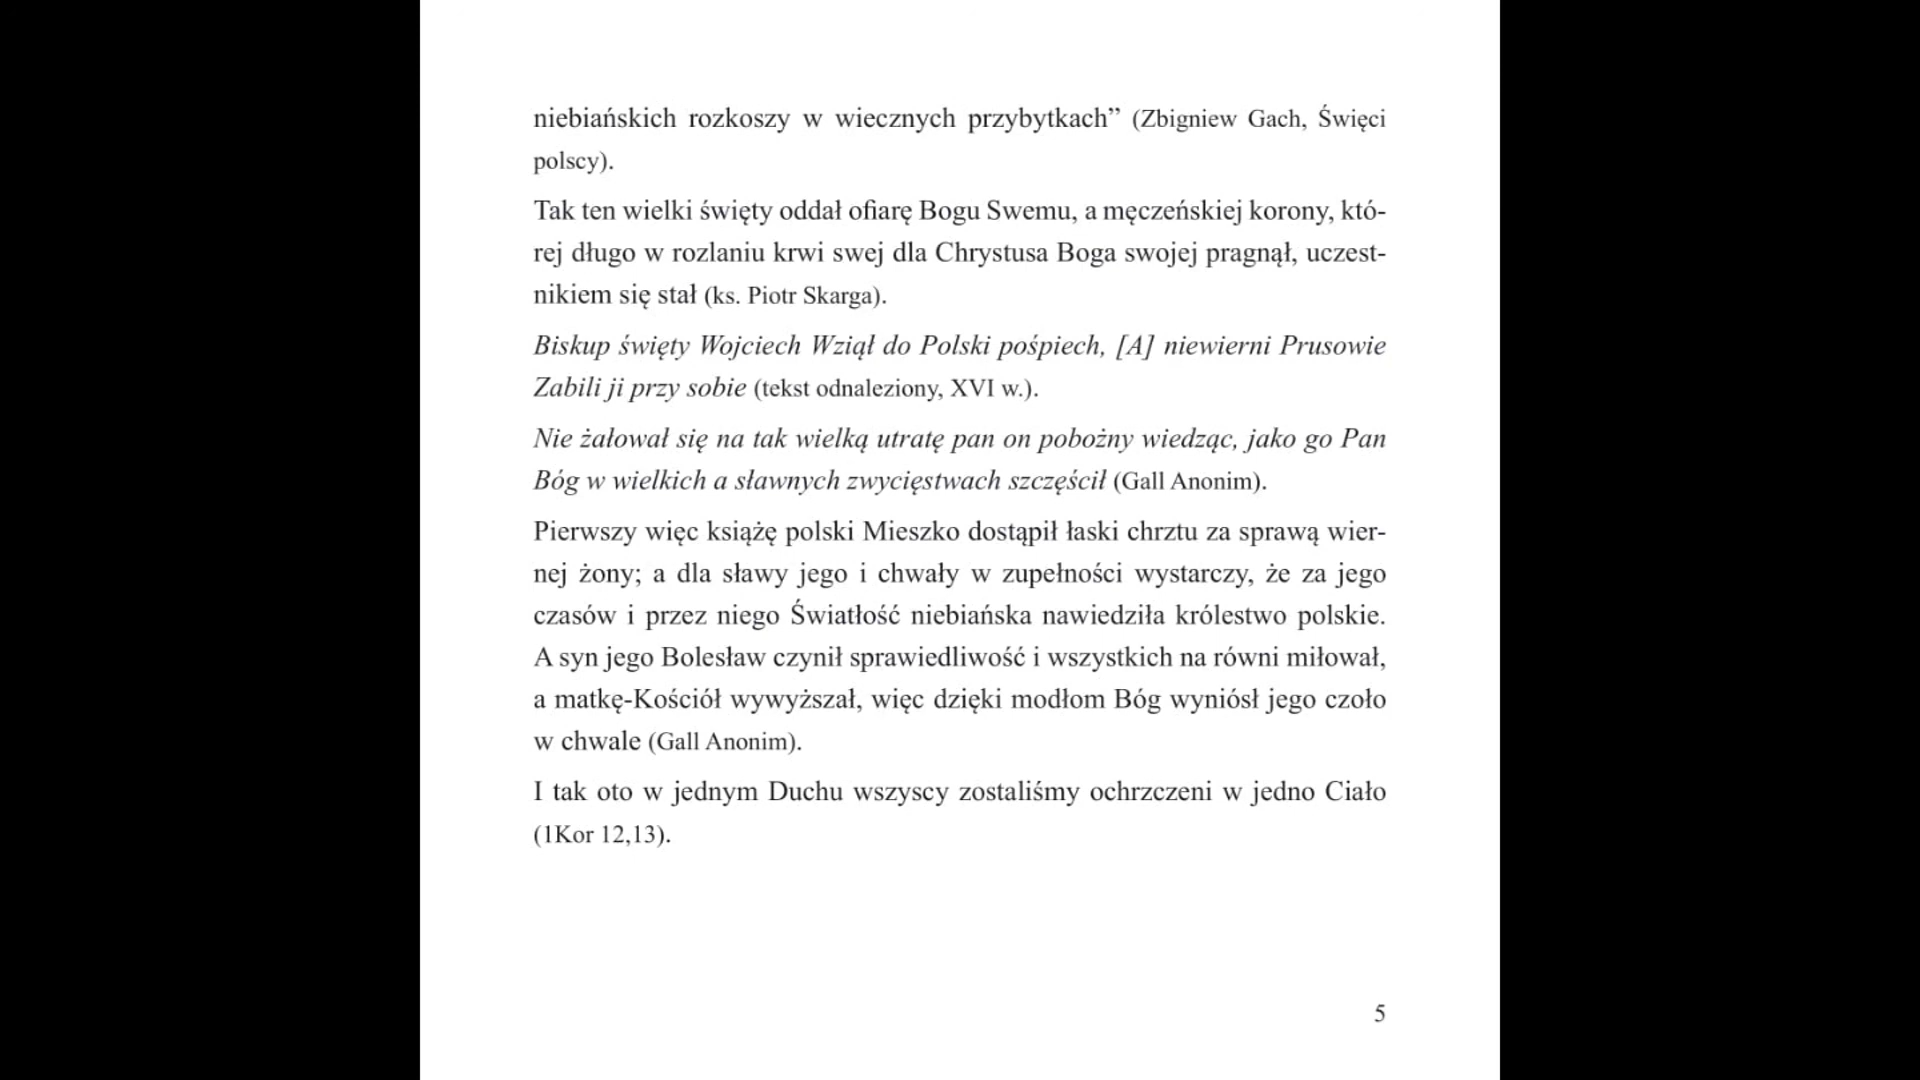 niebiańskich rozkoszy w wiecznych przybytkach” (Zbigniew Gach, Święci
polscy).
Tak ten wielki święty oddał ofiarę Bogu Swemu, a męczeńskiej korony, któ-
rej długo w rozlaniu krwi swej dla Chrystusa Boga swojej pragnął, uczest-
nikiem się stał (ks. Piotr Skarga).
Biskup święty Wojciech Wziął do Polski pośpiech, [A] niewierni Prusowie
Zabili ji przy sobie (tekst odnaleziony, XVI w.).
Nie żałował się na tak wielką utratę pan on pobożny wiedząc, jako go Pan
Bóg w wielkich a sławnych zwycięstwach szczęścił (Gall Anonim).
Pierwszy więc książę polski Mieszko dostąpił łaski chrztu za sprawą wier-
nej żony; a dla sławy jego i chwały w zupełności wystarczy, że za jego
czasów i przez niego Światłość niebiańska nawiedziła królestwo polskie.
A syn jego Bolesław czynił sprawiedliwość i wszystkich na równi miłował,
a matkę-Kościół wywyższał, więc dzięki modłom Bóg wyniósł jego czoło
w chwale (Gall Anonim).
I tak oto w jednym Duchu wszyscy zostaliśmy ochrzczeni w jedno Ciało
(1Kor 12,13).
5